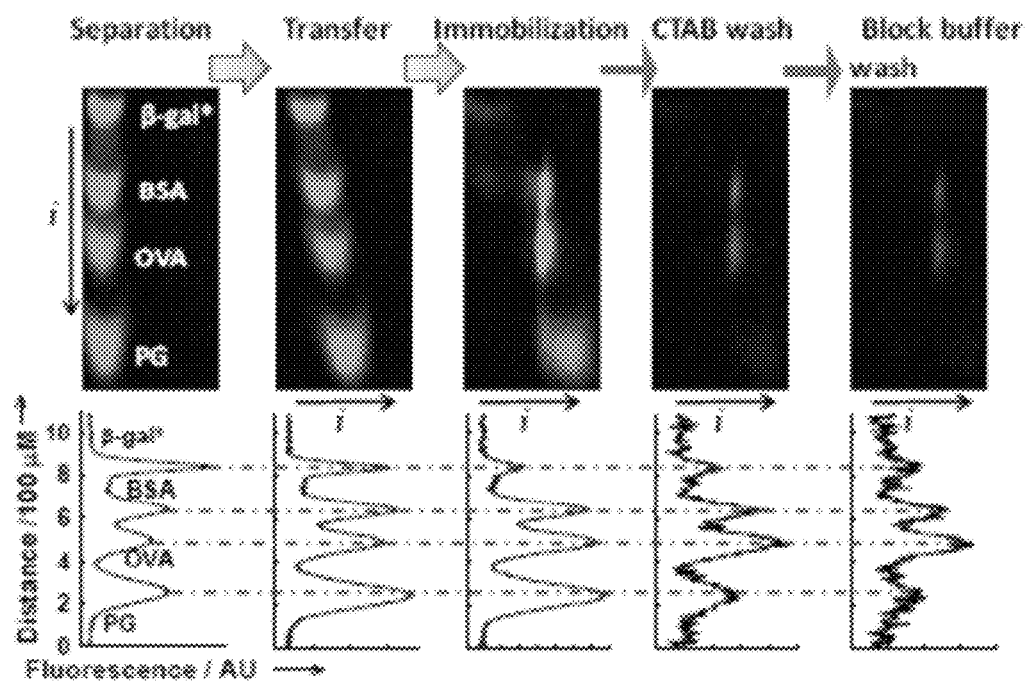 Separation
Transfer
Immobilization
CTAB wash
Block buffer
wash
β-gal*
BSA
OVA
PG
i
i
i
i
i
Distance /100 µM
10
8
6
4
2
0
β-gal*
BSA
OVA
PG
Fluorescence / AU